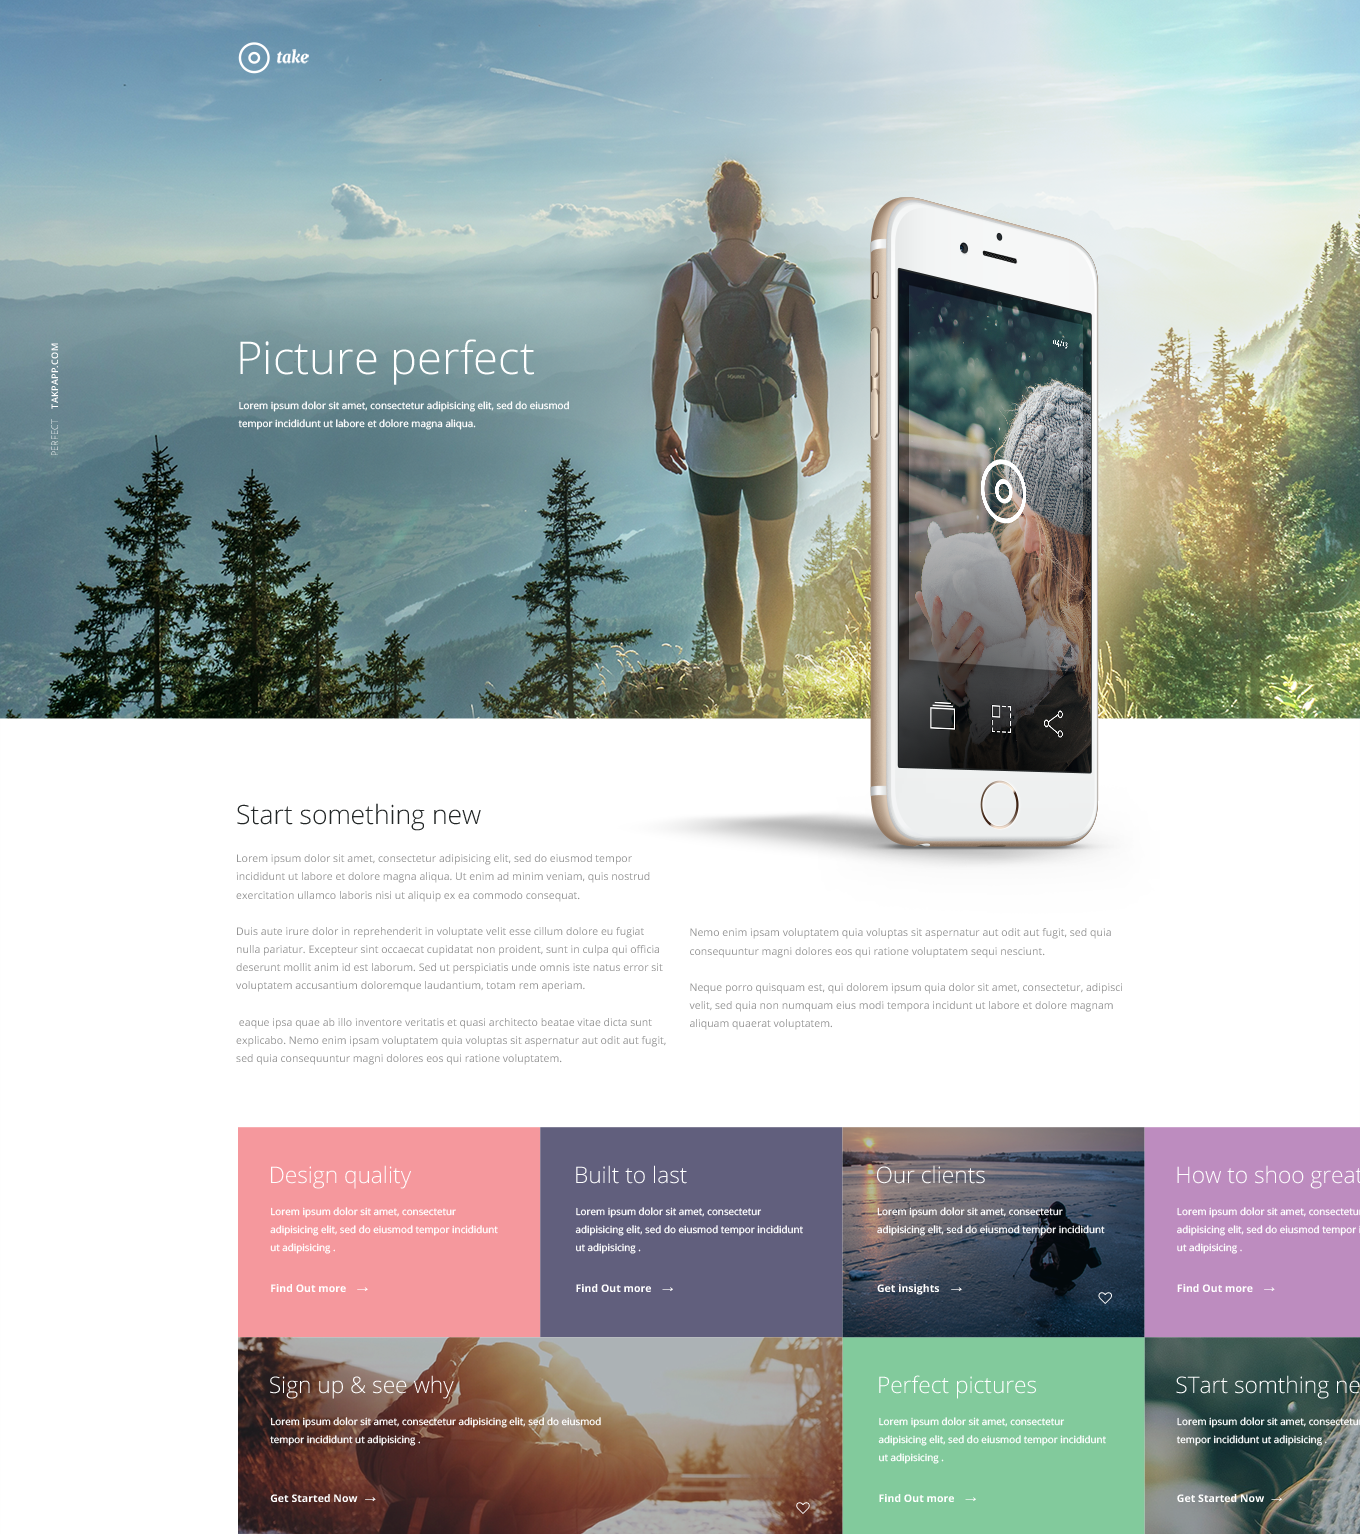 take
Picture perfect
Lorem ipsum dolor sit amet, consectetur adipisicing elit, sed do eiusmod
tempor incididunt ut labore et dolore magna aliqua.
PERFECT TAKPAPP.COM
Start something new
Lorem ipsum dolor sit amet, consectetur adipisicing elit, sed do eiusmod tempor
incididunt ut labore et dolore magna aliqua. Ut enim ad minim veniam, quis nostrud
exercitation ullamco laboris nisi ut aliquip ex ea commodo consequat.
Duis aute irure dolor in reprehenderit in voluptate velit esse cillum dolore eu fugiat
nulla pariatur. Excepteur sint occaecat cupidatat non proident, sunt in culpa qui officia
deserunt mollit anim id est laborum. Sed ut perspiciatis unde omnis iste natus error sit
voluptatem accusantium doloremque laudantium, totam rem aperiam.
eaque ipsa quae ab illo inventore veritatis et quasi architecto beatae vitae dicta sunt
explicabo. Nemo enim ipsam voluptatem quia voluptas sit aspernatur aut odit aut fugit,
sed quia consequuntur magni dolores eos qui ratione voluptatem.
Nemo enim ipsam voluptatem quia voluptas sit aspernatur aut odit aut fugit, sed quia
consequuntur magni dolores eos qui ratione voluptatem sequi nesciunt.
Neque porro quisquam est, qui dolorem ipsum quia dolor sit amet, consectetur, adipisci
velit, sed quia non numquam eius modi tempora incidunt ut labore et dolore magnam
aliquam quaerat voluptatem.
Design quality
Lorem ipsum dolor sit amet, consectetur
adipisicing elit, sed do eiusmod tempor incididunt
ut adipisicing .
Find Out more →
Built to last
Lorem ipsum dolor sit amet, consectetur
adipisicing elit, sed do eiusmod tempor incididunt
ut adipisicing .
Find Out more →
Our clients
Lorem ipsum dolor sit amet, consectetur
adipisicing elit, sed do eiusmod tempor incididunt
Get insights →
How to shoo great
Lorem ipsum dolor sit amet, consectetur
adipisicing elit, sed do eiusmod tempor
ut adipisicing .
Find Out more →
Sign up & see why
Lorem ipsum dolor sit amet, consectetur adipisicing elit, sed do eiusmod
tempor incididunt ut adipisicing .
Get Started Now →
Perfect pictures
Lorem ipsum dolor sit amet, consectetur
adipisicing elit, sed do eiusmod tempor incididunt
ut adipisicing .
Find Out more →
STart somthing ne
Lorem ipsum dolor sit amet, consectetur
tempor incididunt ut adipisicing .
Get Started Now →